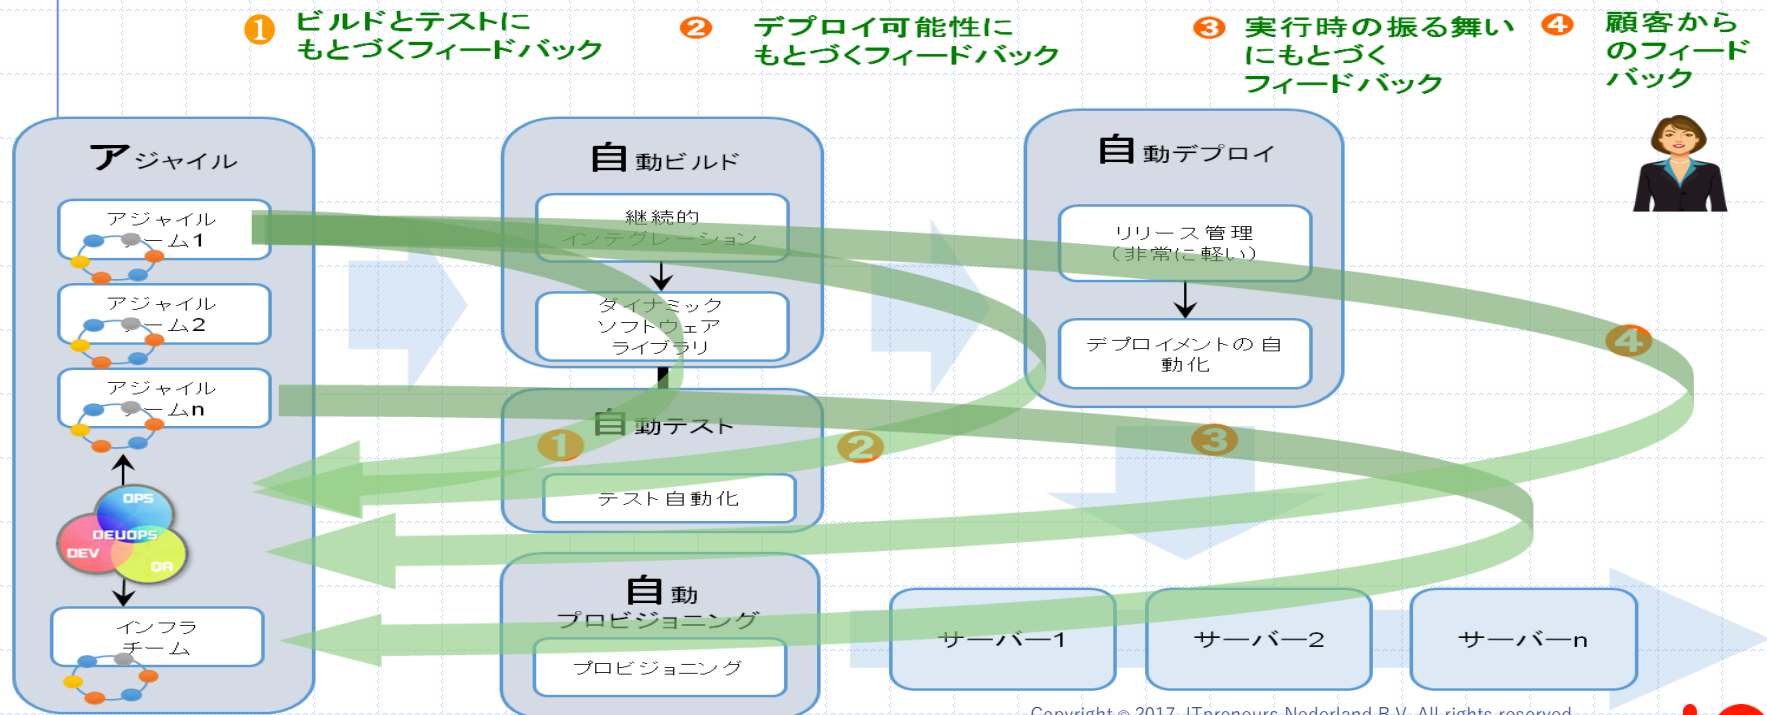 ❶ ビルドとテストに
もとづくフィードバック
❷ デプロイ可能性に
もとづくフィードバック
❸ 実行時の振る舞い
にもとづく
フィードバック
❹ 顧客から
のフィード
バック
アジャイル
アジャイル
チーム1
アジャイル
チーム2
アジャイル
チームn
OPS
DEVOPS
DEV
QA
インフラ
チーム
自動ビルド
継続的
インテグレーション
ダイナミック
ソフトウェア
ライブラリ
自動テスト
テスト自動化
自動
プロビジョニング
プロビジョニング
自動デプロイ
リリース管理
（非常に軽い）
デプロイメントの自
動化
❶
❷
❸
❹
サーバー1
サーバー2
サーバーn
Copyright © 2017 ITpreneurs Nederland B.V. All rights reserved